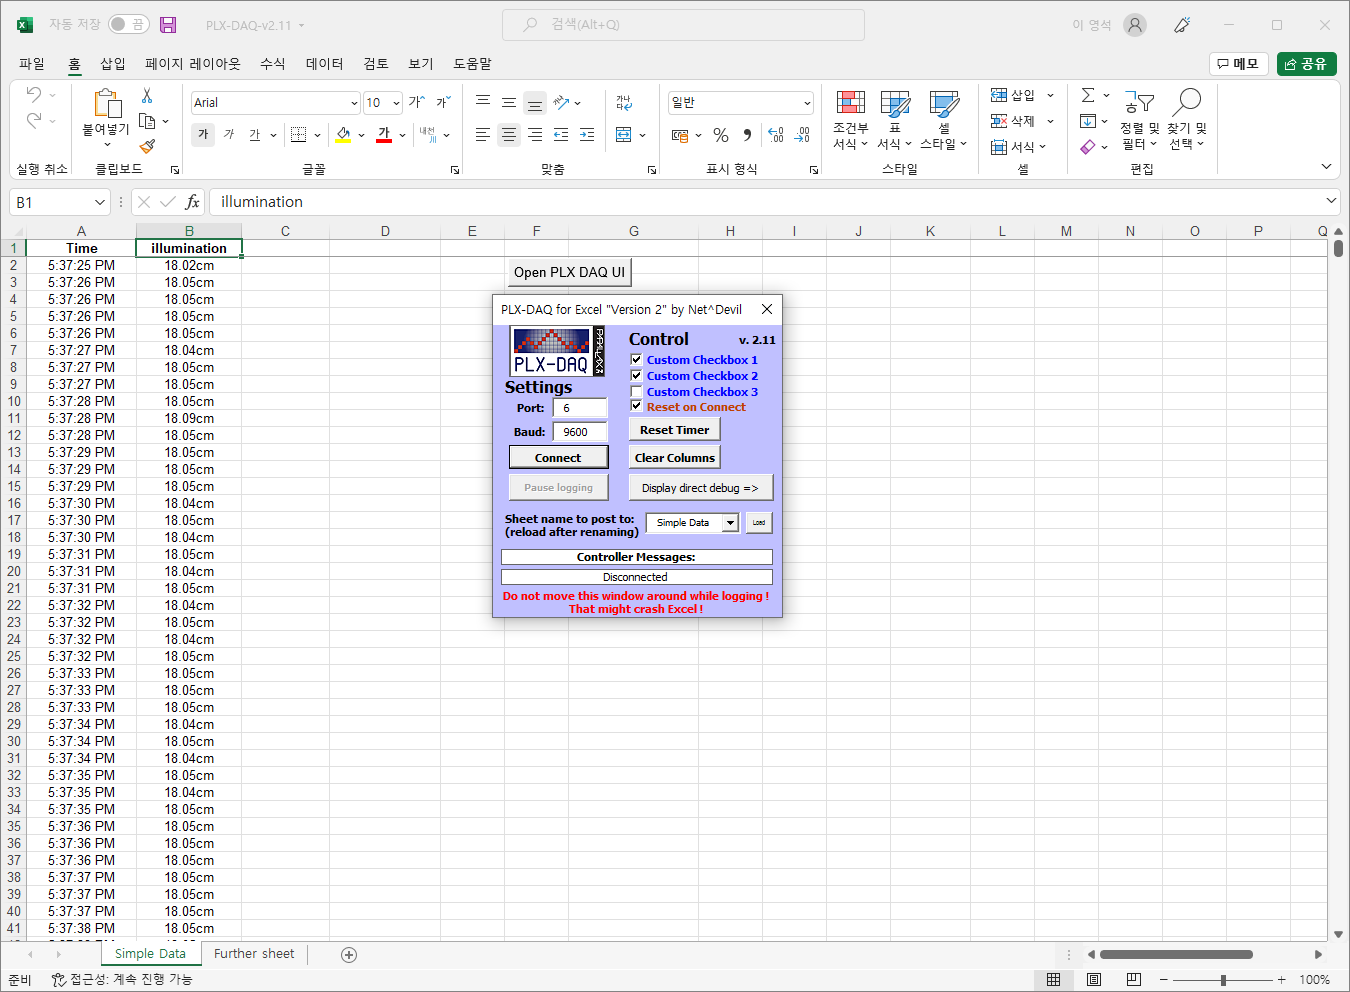 자동 저장 끔 PLX-DAQ-v2.11 검색(Alt+Q) 이 영석
파일 홈 삽입 페이지 레이아웃 수식 데이터 검토 보기 도움말 메모 공유
붙여넣기 Arial 10 가 가 가나 다 일반 조건부 서식 표 서식 셀 스타일 삽입 삭제 서식 정렬 및 필터 찾기 및 선택
가 가 가 가 내천 % .00
실행 취소 클립보드 글꼴 맞춤 표시 형식 스타일 셀 편집
B1 fx illumination
A B C D E F G H I J K L M N O P Q
1 Time illumination
2 5:37:25 PM 18.02cm
3 5:37:26 PM 18.05cm
4 5:37:26 PM 18.05cm
5 5:37:26 PM 18.05cm
6 5:37:26 PM 18.05cm
7 5:37:27 PM 18.04cm
8 5:37:27 PM 18.05cm
9 5:37:27 PM 18.05cm
10 5:37:28 PM 18.05cm
11 5:37:28 PM 18.09cm
12 5:37:28 PM 18.05cm
13 5:37:29 PM 18.05cm
14 5:37:29 PM 18.05cm
15 5:37:29 PM 18.05cm
16 5:37:30 PM 18.04cm
17 5:37:30 PM 18.05cm
18 5:37:30 PM 18.04cm
19 5:37:31 PM 18.05cm
20 5:37:31 PM 18.04cm
21 5:37:31 PM 18.05cm
22 5:37:32 PM 18.04cm
23 5:37:32 PM 18.05cm
24 5:37:32 PM 18.04cm
25 5:37:32 PM 18.05cm
26 5:37:33 PM 18.05cm
27 5:37:33 PM 18.05cm
28 5:37:33 PM 18.05cm
29 5:37:34 PM 18.04cm
30 5:37:34 PM 18.05cm
31 5:37:34 PM 18.04cm
32 5:37:35 PM 18.05cm
33 5:37:35 PM 18.04cm
34 5:37:35 PM 18.05cm
35 5:37:36 PM 18.05cm
36 5:37:36 PM 18.05cm
37 5:37:36 PM 18.05cm
38 5:37:37 PM 18.05cm
39 5:37:37 PM 18.05cm
40 5:37:37 PM 18.05cm
41 5:37:38 PM 18.05cm
Open PLX DAQ UI
PLX-DAQ for Excel "Version 2" by Net^Devil
PLX-DAQ
PARALLAX
Control v. 2.11
Custom Checkbox 1
Custom Checkbox 2
Custom Checkbox 3
Reset on Connect
Settings
Port: 6
Baud: 9600
Reset Timer
Connect
Clear Columns
Pause logging
Display direct debug =>
Sheet name to post to:
(reload after renaming)
Simple Data Load
Controller Messages:
Disconnected
Do not move this window around while logging !
That might crash Excel !
Simple Data Further sheet
준비 접근성: 계속 진행 가능 100%